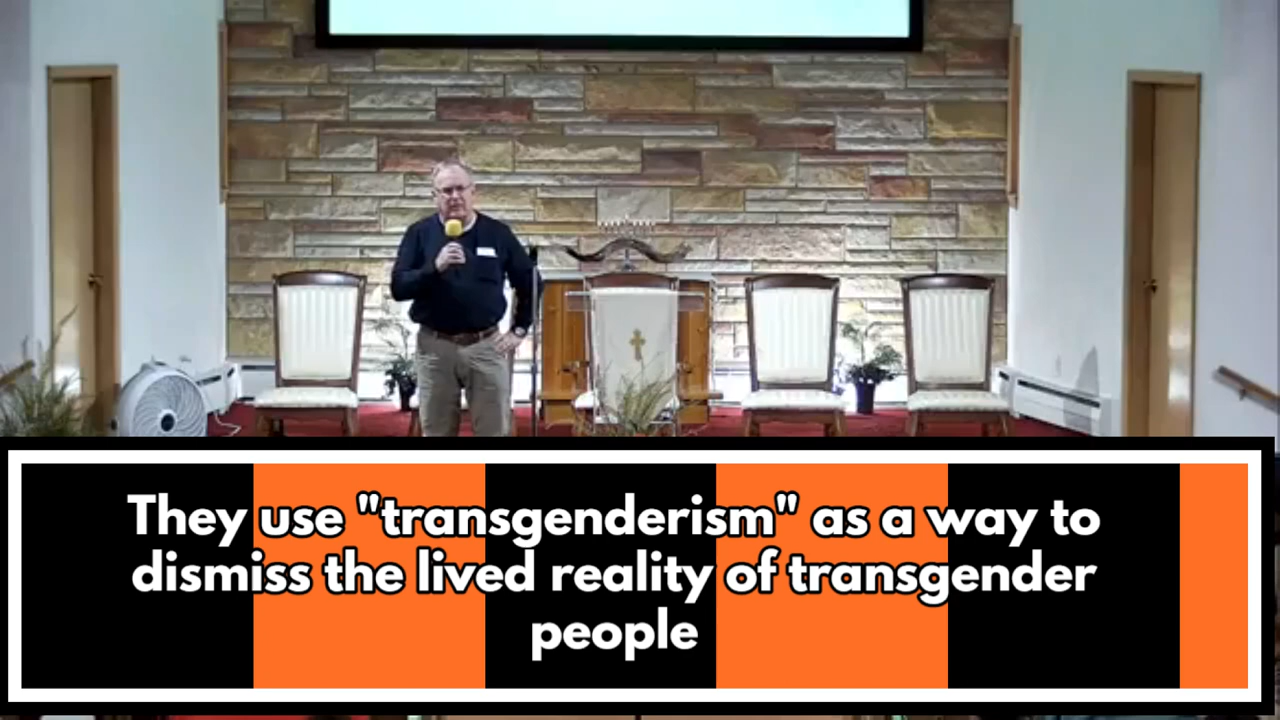 They use "transgenderism" as a way to
dismiss the lived reality of transgender
people